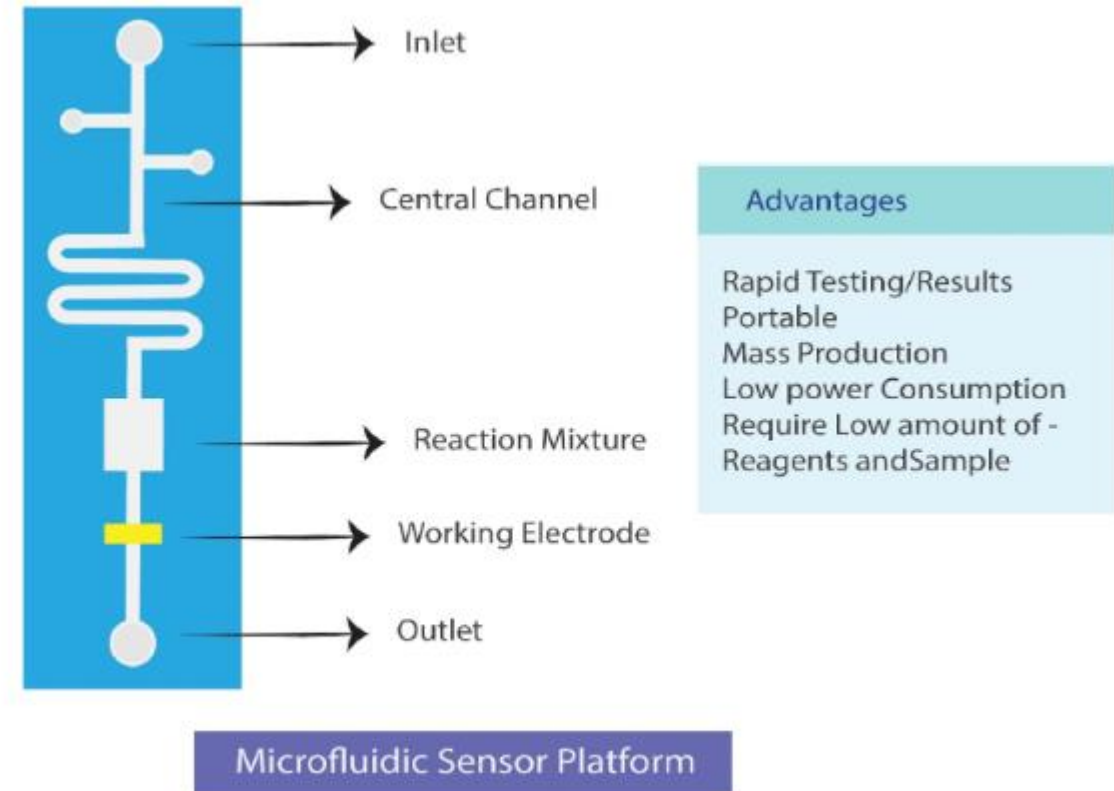 Inlet
Central Channel
Advantages
Rapid Testing/Results
Portable
Mass Production
Low power Consumption
Require Low amount of -
Reagents andSample
Reaction Mixture
Working Electrode
Outlet
Microfluidic Sensor Platform